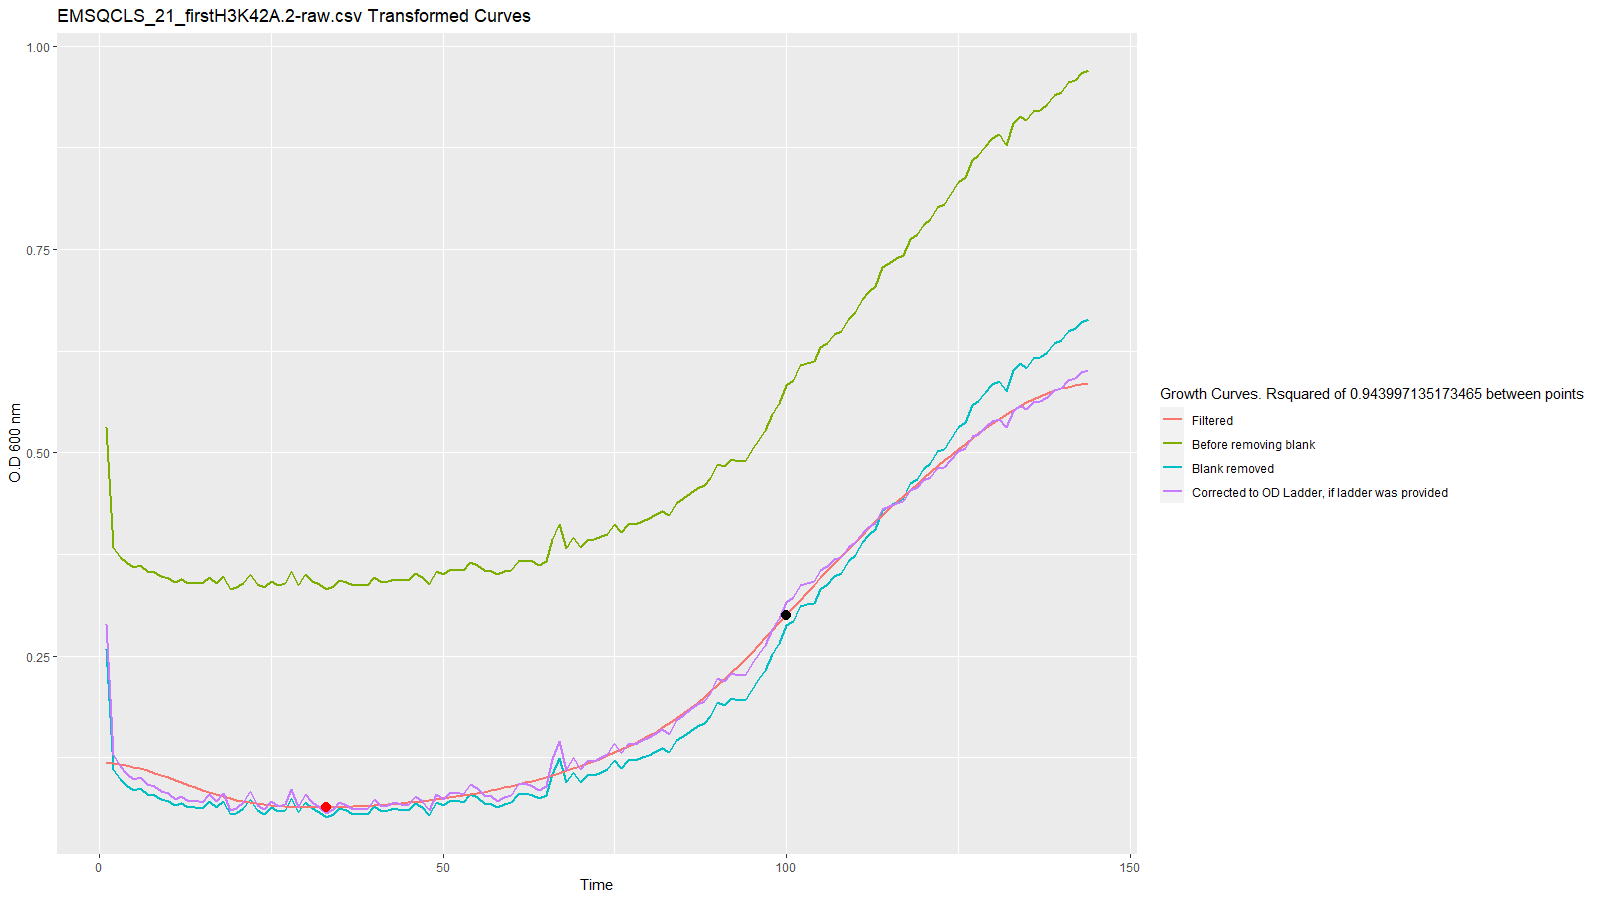 EMSQCLS_21_firstH3K42A.2-raw.csv Transformed Curves
1.00
0.75
0.50
0.25
O.D 600 nm
0
50
100
150
Time
Growth Curves. Rsquared of 0.943997135173465 between points
Filtered
Before removing blank
Blank removed
Corrected to OD Ladder, if ladder was provided